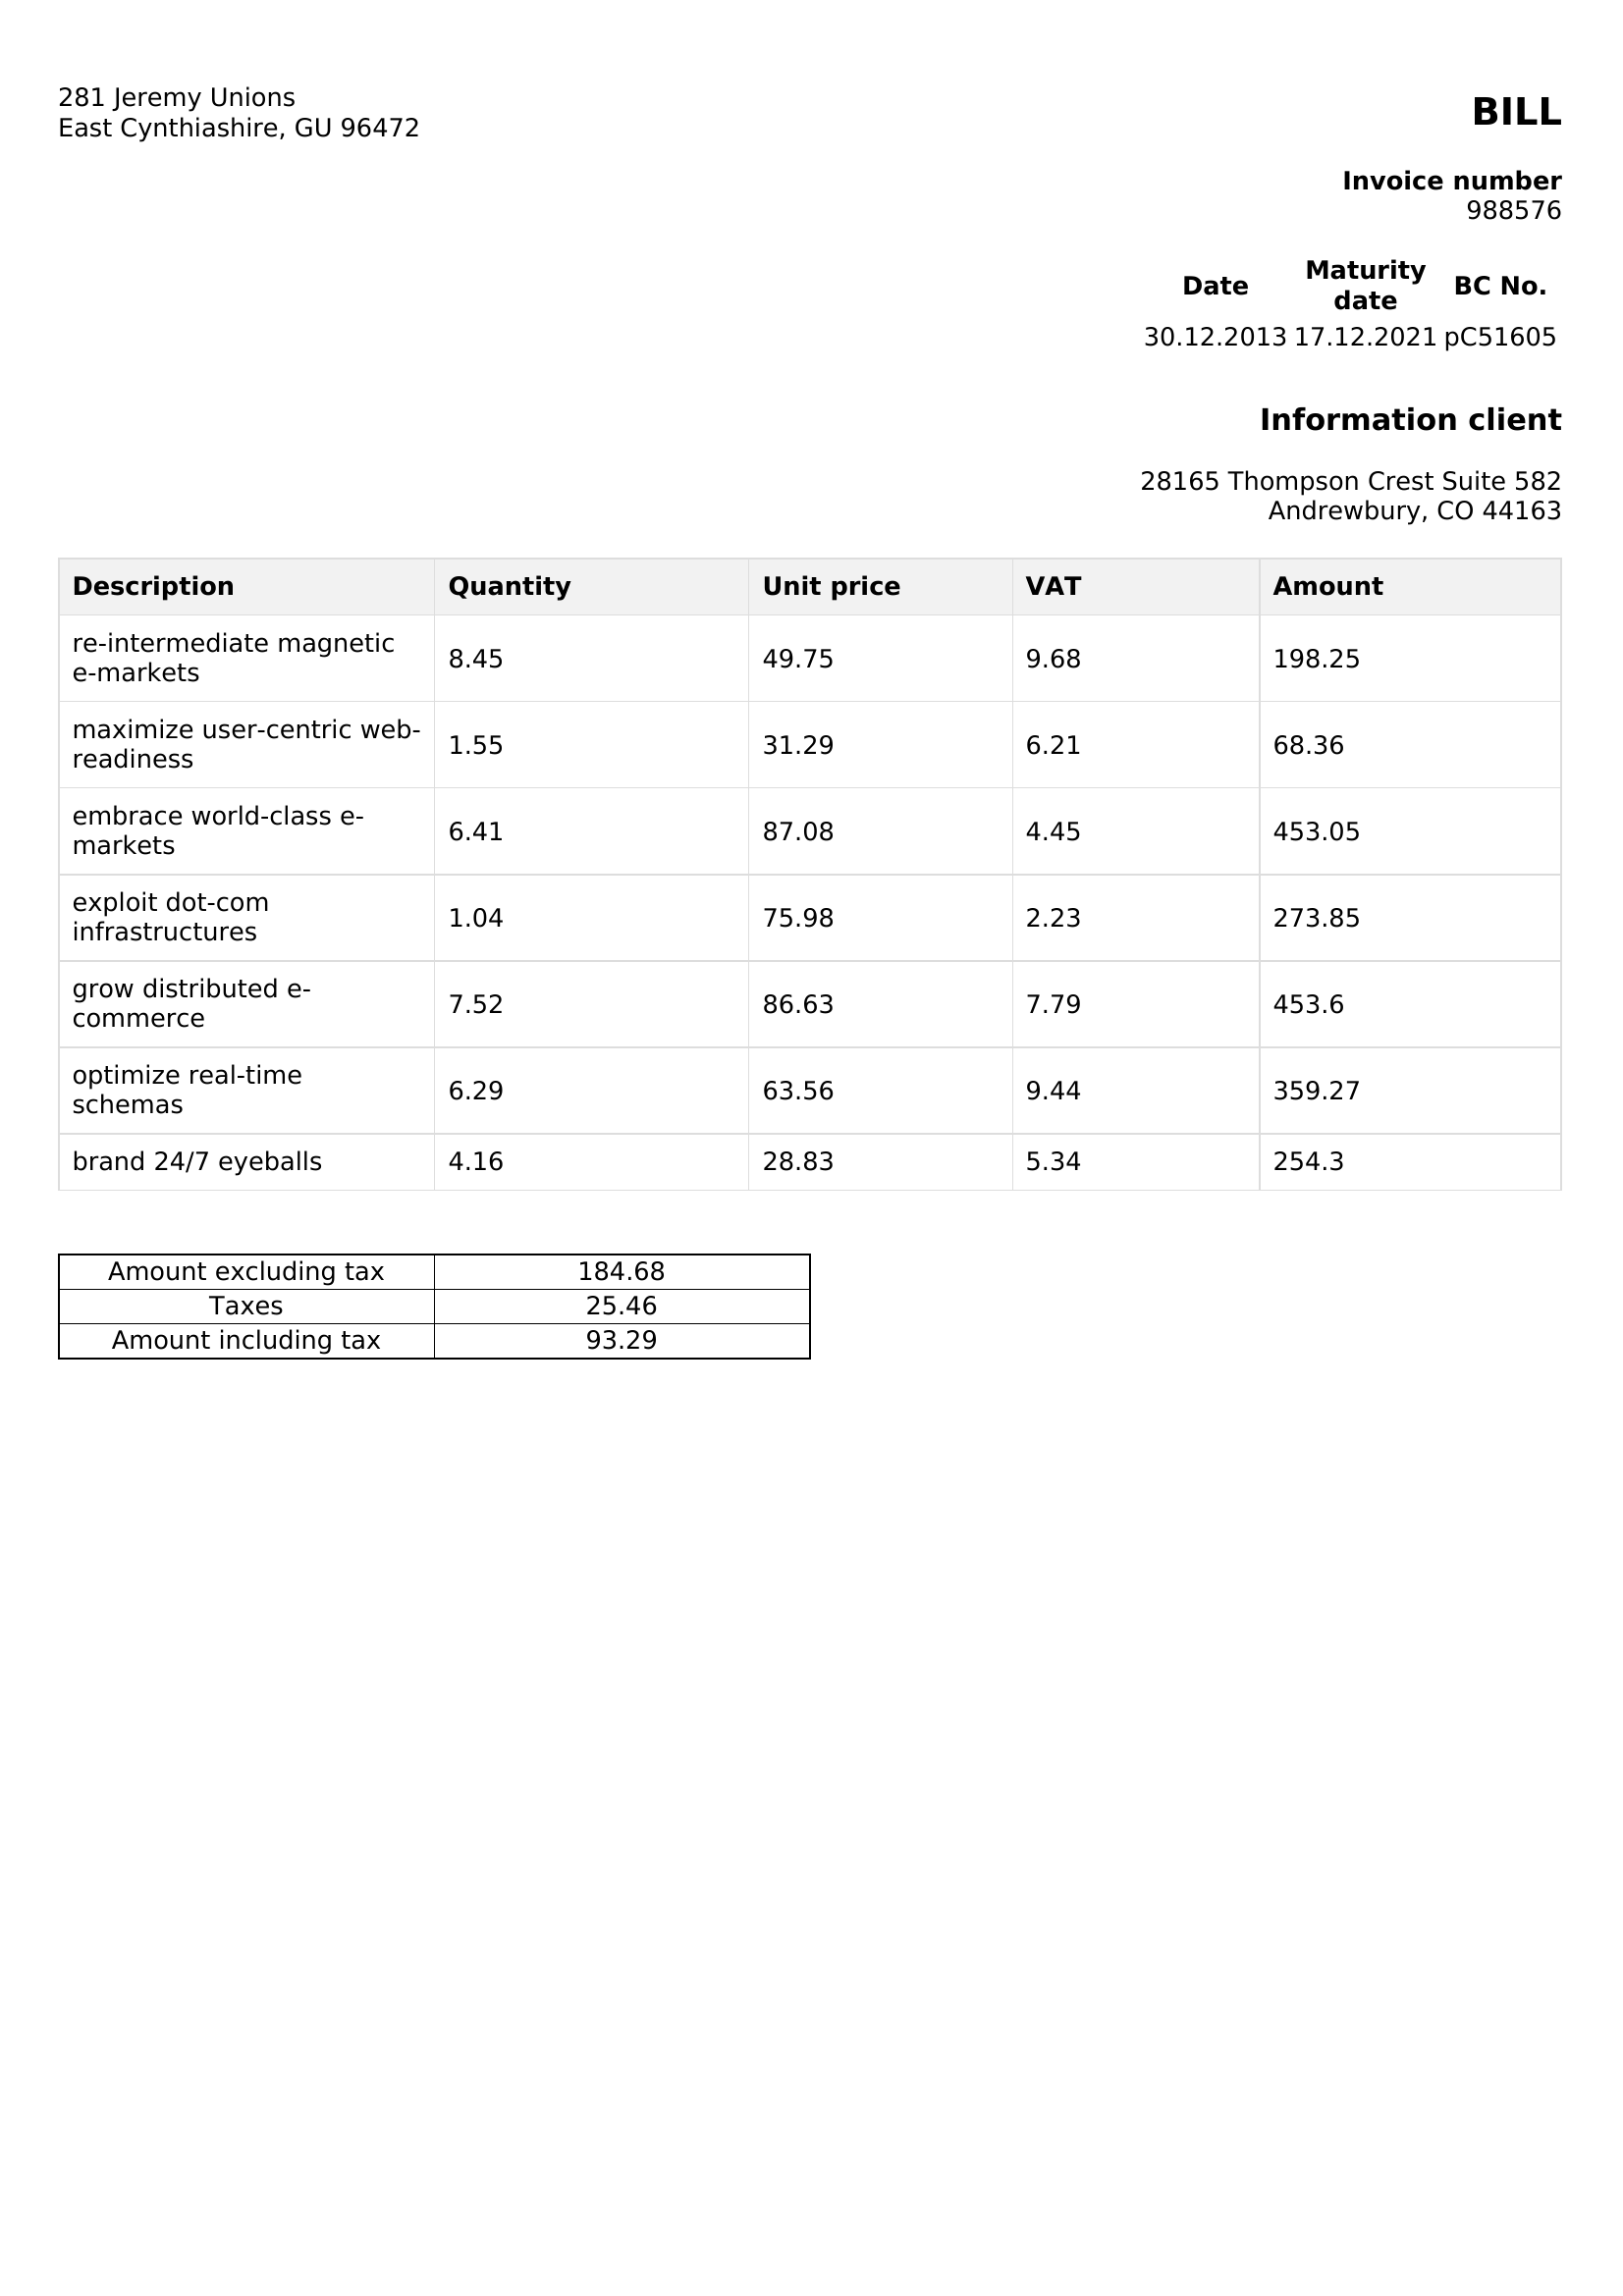 281 Jeremy Unions
East Cynthiashire, GU 96472
BILL
Invoice number
988576
Date Maturity date BC No.
30.12.2013 17.12.2021 pC51605
Information client
28165 Thompson Crest Suite 582
Andrewbury, CO 44163
Description Quantity Unit price VAT Amount
re-intermediate magnetic
e-markets 8.45 49.75 9.68 198.25
maximize user-centric web-
readiness 1.55 31.29 6.21 68.36
embrace world-class e-
markets 6.41 87.08 4.45 453.05
exploit dot-com
infrastructures 1.04 75.98 2.23 273.85
grow distributed e-
commerce 7.52 86.63 7.79 453.6
optimize real-time
schemas 6.29 63.56 9.44 359.27
brand 24/7 eyeballs 4.16 28.83 5.34 254.3
Amount excluding tax 184.68
Taxes 25.46
Amount including tax 93.29